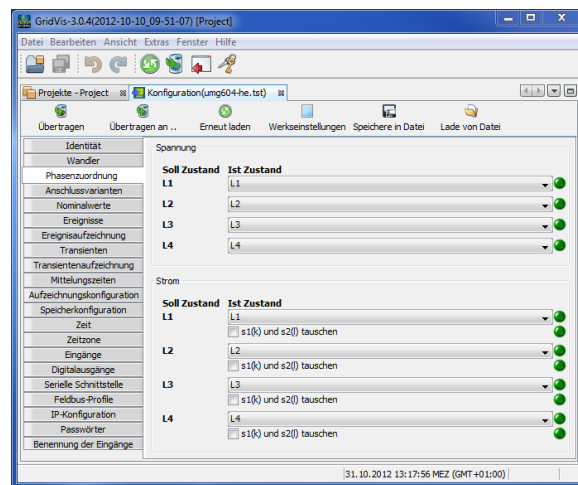 GridVis-3.0.4(2012-10-10_09-51-07) [Project]
Datei Bearbeiten Ansicht Extras Fenster Hilfe
Projekte - Project Konfiguration(umg604-he.tst)
Übertragen Übertragen an .. Erneut laden Werkseinstellungen Speichere in Datei Lade von Datei
Identität
Wandler
Phasenzuordnung
Anschlussvarianten
Nominalwerte
Ereignisse
Ereignisaufzeichnung
Transienten
Transientenaufzeichnung
Mittelungszeiten
Aufzeichnungskonfiguration
Speicherkonfiguration
Zeit
Zeitzone
Eingänge
Digitalausgänge
Serielle Schnittstelle
Feldbus-Profile
IP-Konfiguration
Passwörter
Benennung der Eingänge
Spannung
Soll Zustand Ist Zustand
L1 L1
L2 L2
L3 L3
L4 L4
Strom
Soll Zustand Ist Zustand
L1 L1
s1(k) und s2(l) tauschen
L2 L2
s1(k) und s2(l) tauschen
L3 L3
s1(k) und s2(l) tauschen
L4 L4
s1(k) und s2(l) tauschen
31.10.2012 13:17:56 MEZ (GMT+01:00)